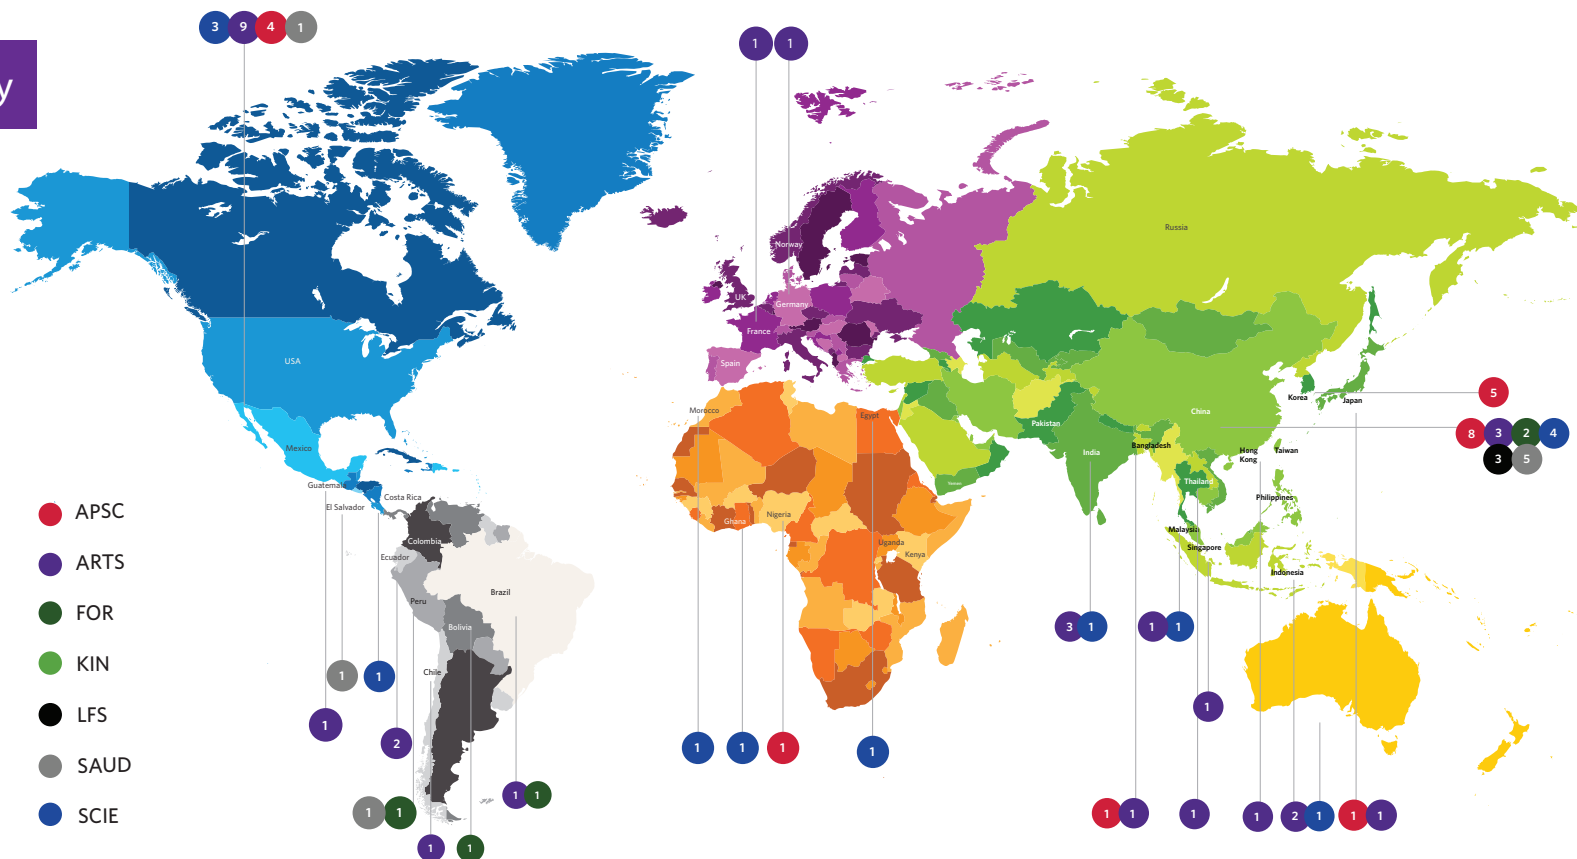 3 9 4 1
y
1 1
Russia
Norway
UK
Germany
France
Spain
USA
Mexico
Guatemala
El Salvador
Costa Rica
Colombia
Ecuador
Peru
Brazil
Bolivia
Chile
Morocco
Egypt
Ghana
Nigeria
Uganda
Kenya
Yemen
Pakistan
India
Bangladesh
China
Korea
Japan
Hong
Kong
Taiwan
Thailand
Philippines
Malaysia
Singapore
Indonesia
5
8 3 2 4
3 5
APSC
ARTS
FOR
KIN
LFS
SAUD
SCIE
1 1
1
2
1 1
1 1
1 1
1 1 1 1
3 1
1 1
1
1 1
1
1
2 1
1 1